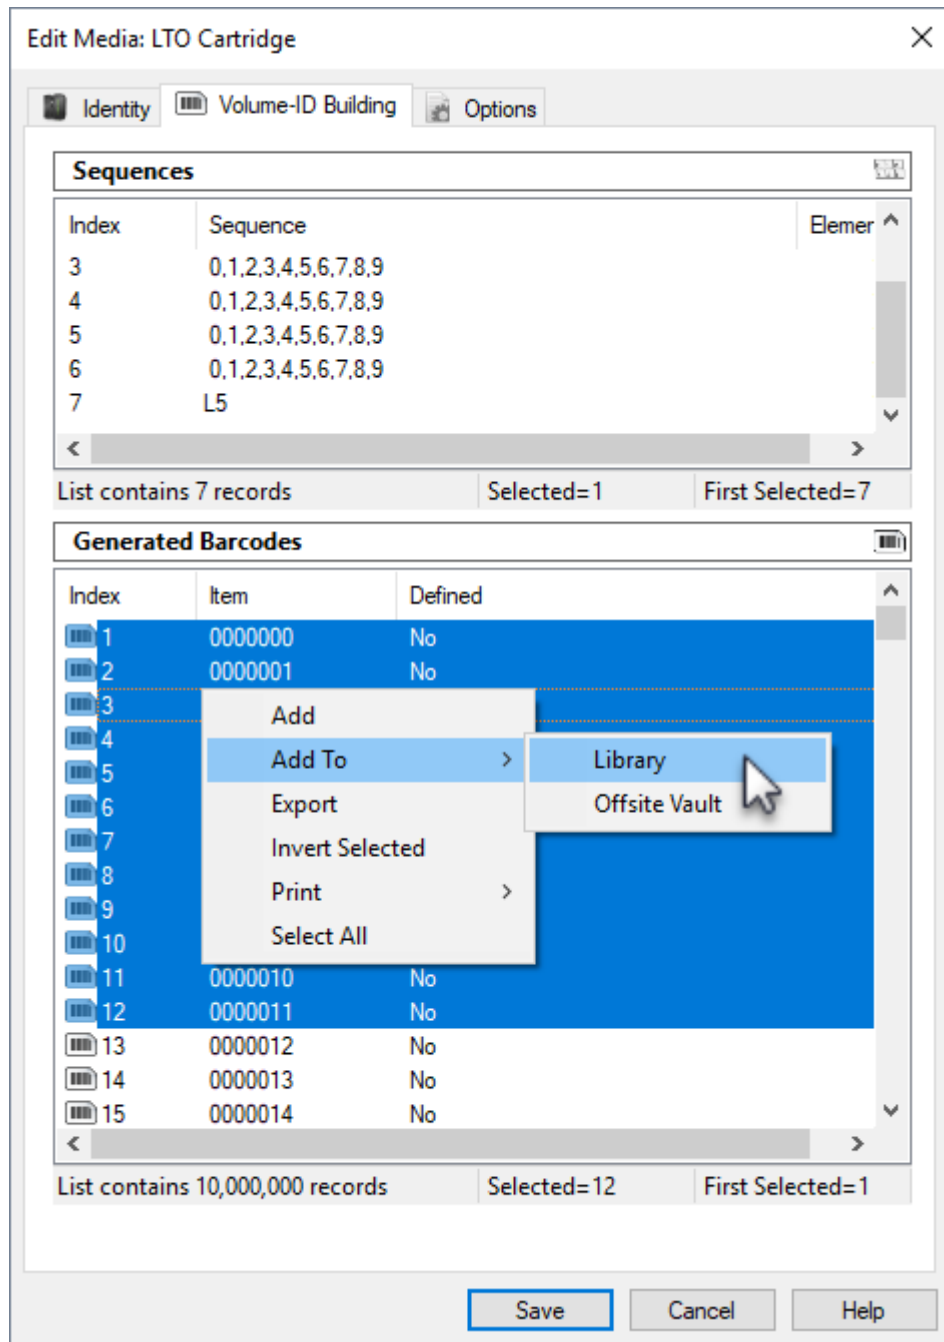 Edit Media: LTO Cartridge
Identity Volume-ID Building Options
Sequences
Index Sequence Elemer
3 0,1,2,3,4,5,6,7,8,9
4 0,1,2,3,4,5,6,7,8,9
5 0,1,2,3,4,5,6,7,8,9
6 0,1,2,3,4,5,6,7,8,9
7 L5
List contains 7 records Selected=1 First Selected=7
Generated Barcodes
Index Item Defined
1 0000000 No
2 0000001 No
3
Add
4
Add To > Library
5
6
Export Offsite Vault
7
Invert Selected
8
Print >
9
10
Select All
11 0000010 No
12 0000011 No
13 0000012 No
14 0000013 No
15 0000014 No
List contains 10,000,000 records Selected=12 First Selected=1
Save Cancel Help